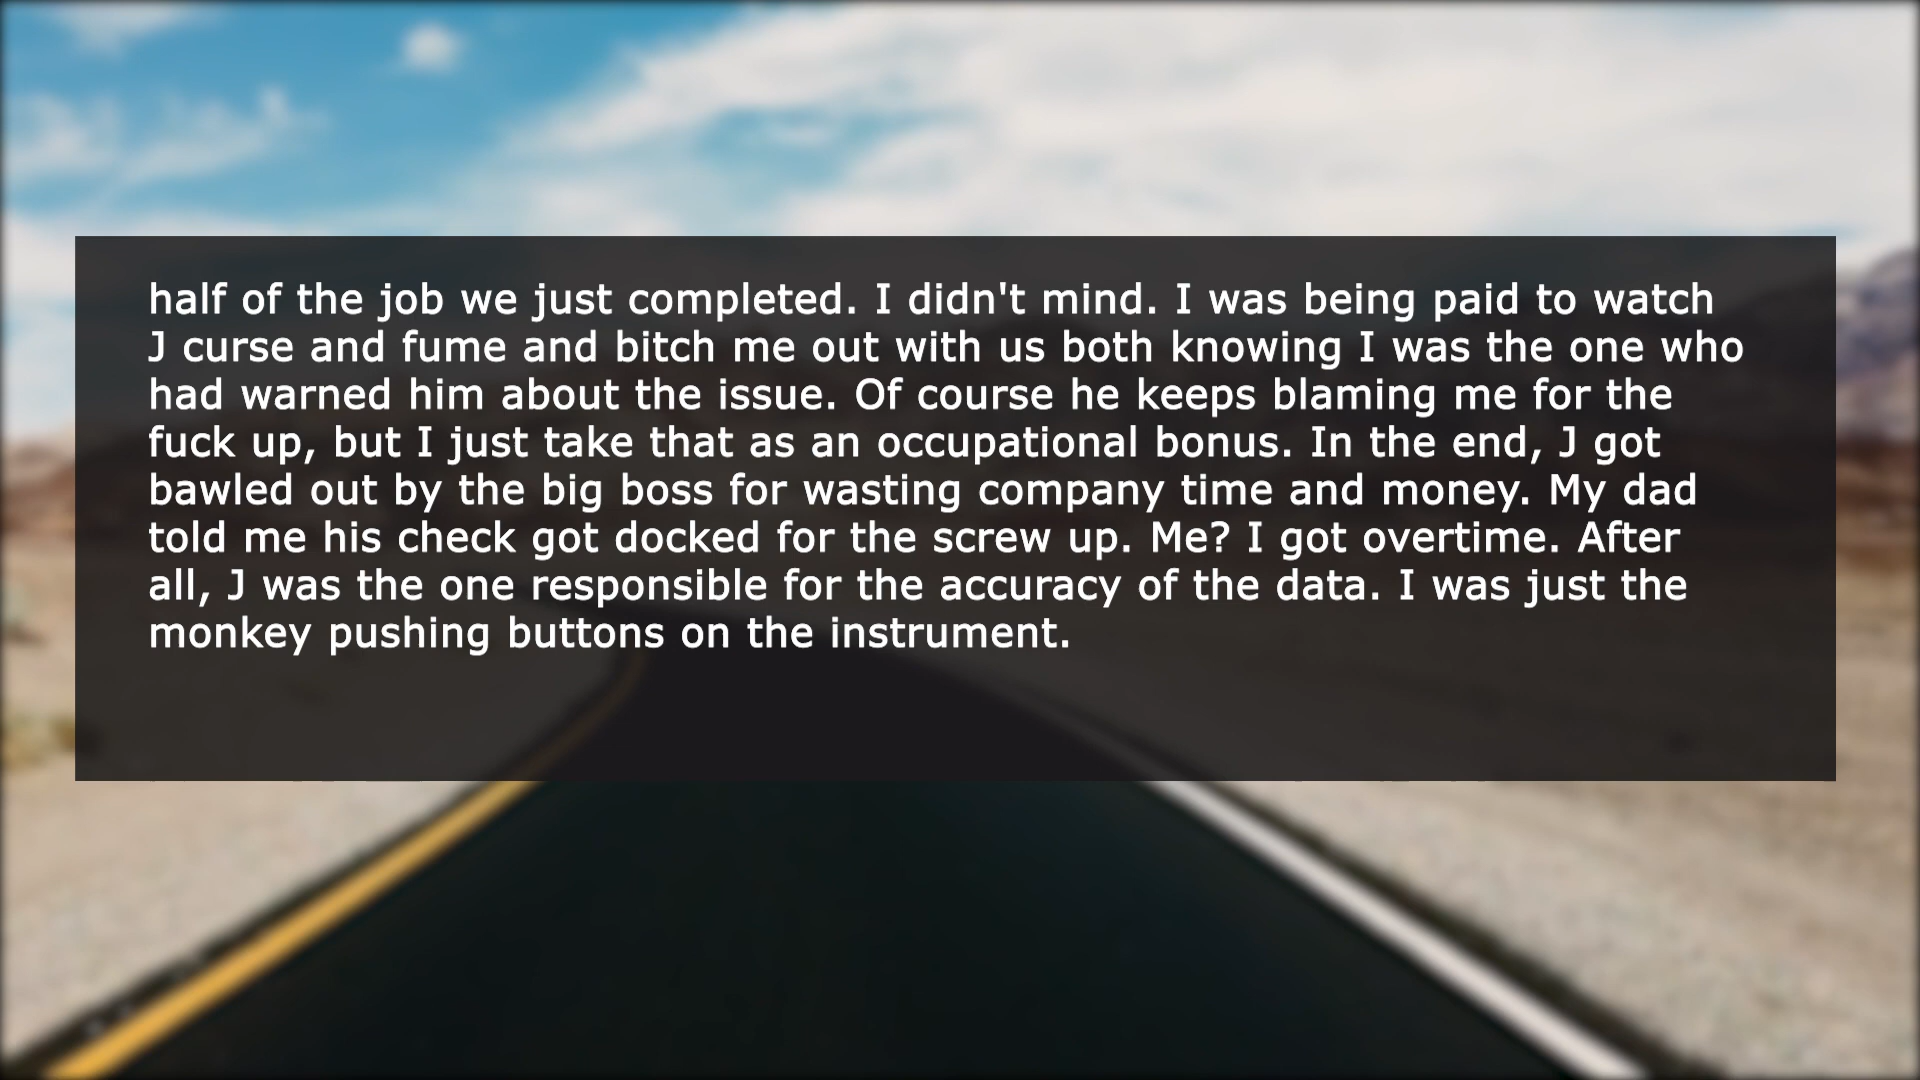 half of the job we just completed. I didn't mind. I was being paid to watch
J curse and fume and bitch me out with us both knowing I was the one who
had warned him about the issue. Of course he keeps blaming me for the
fuck up, but I just take that as an occupational bonus. In the end, J got
bawled out by the big boss for wasting company time and money. My dad
told me his check got docked for the screw up. Me? I got overtime. After
all, J was the one responsible for the accuracy of the data. I was just the
monkey pushing buttons on the instrument.